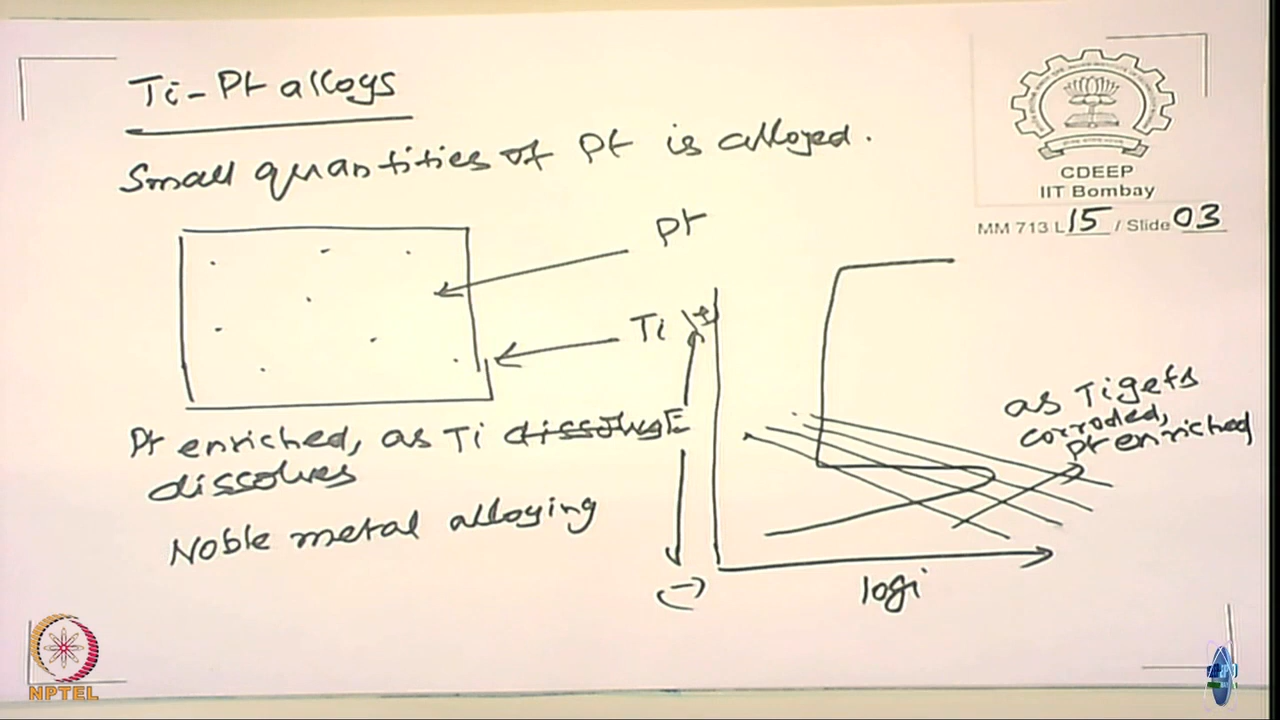 Ti-Pt alloys
Small quantities of Pt is alloyed.
CDEEP
IIT Bombay
MM 713 L15 / Slide 03
Pt
Ti
(+)
E
(-)
log i
as Ti gets
corroded,
Pt enriched
Pt enriched, as Ti
dissolves
Noble metal alloying
NPTEL